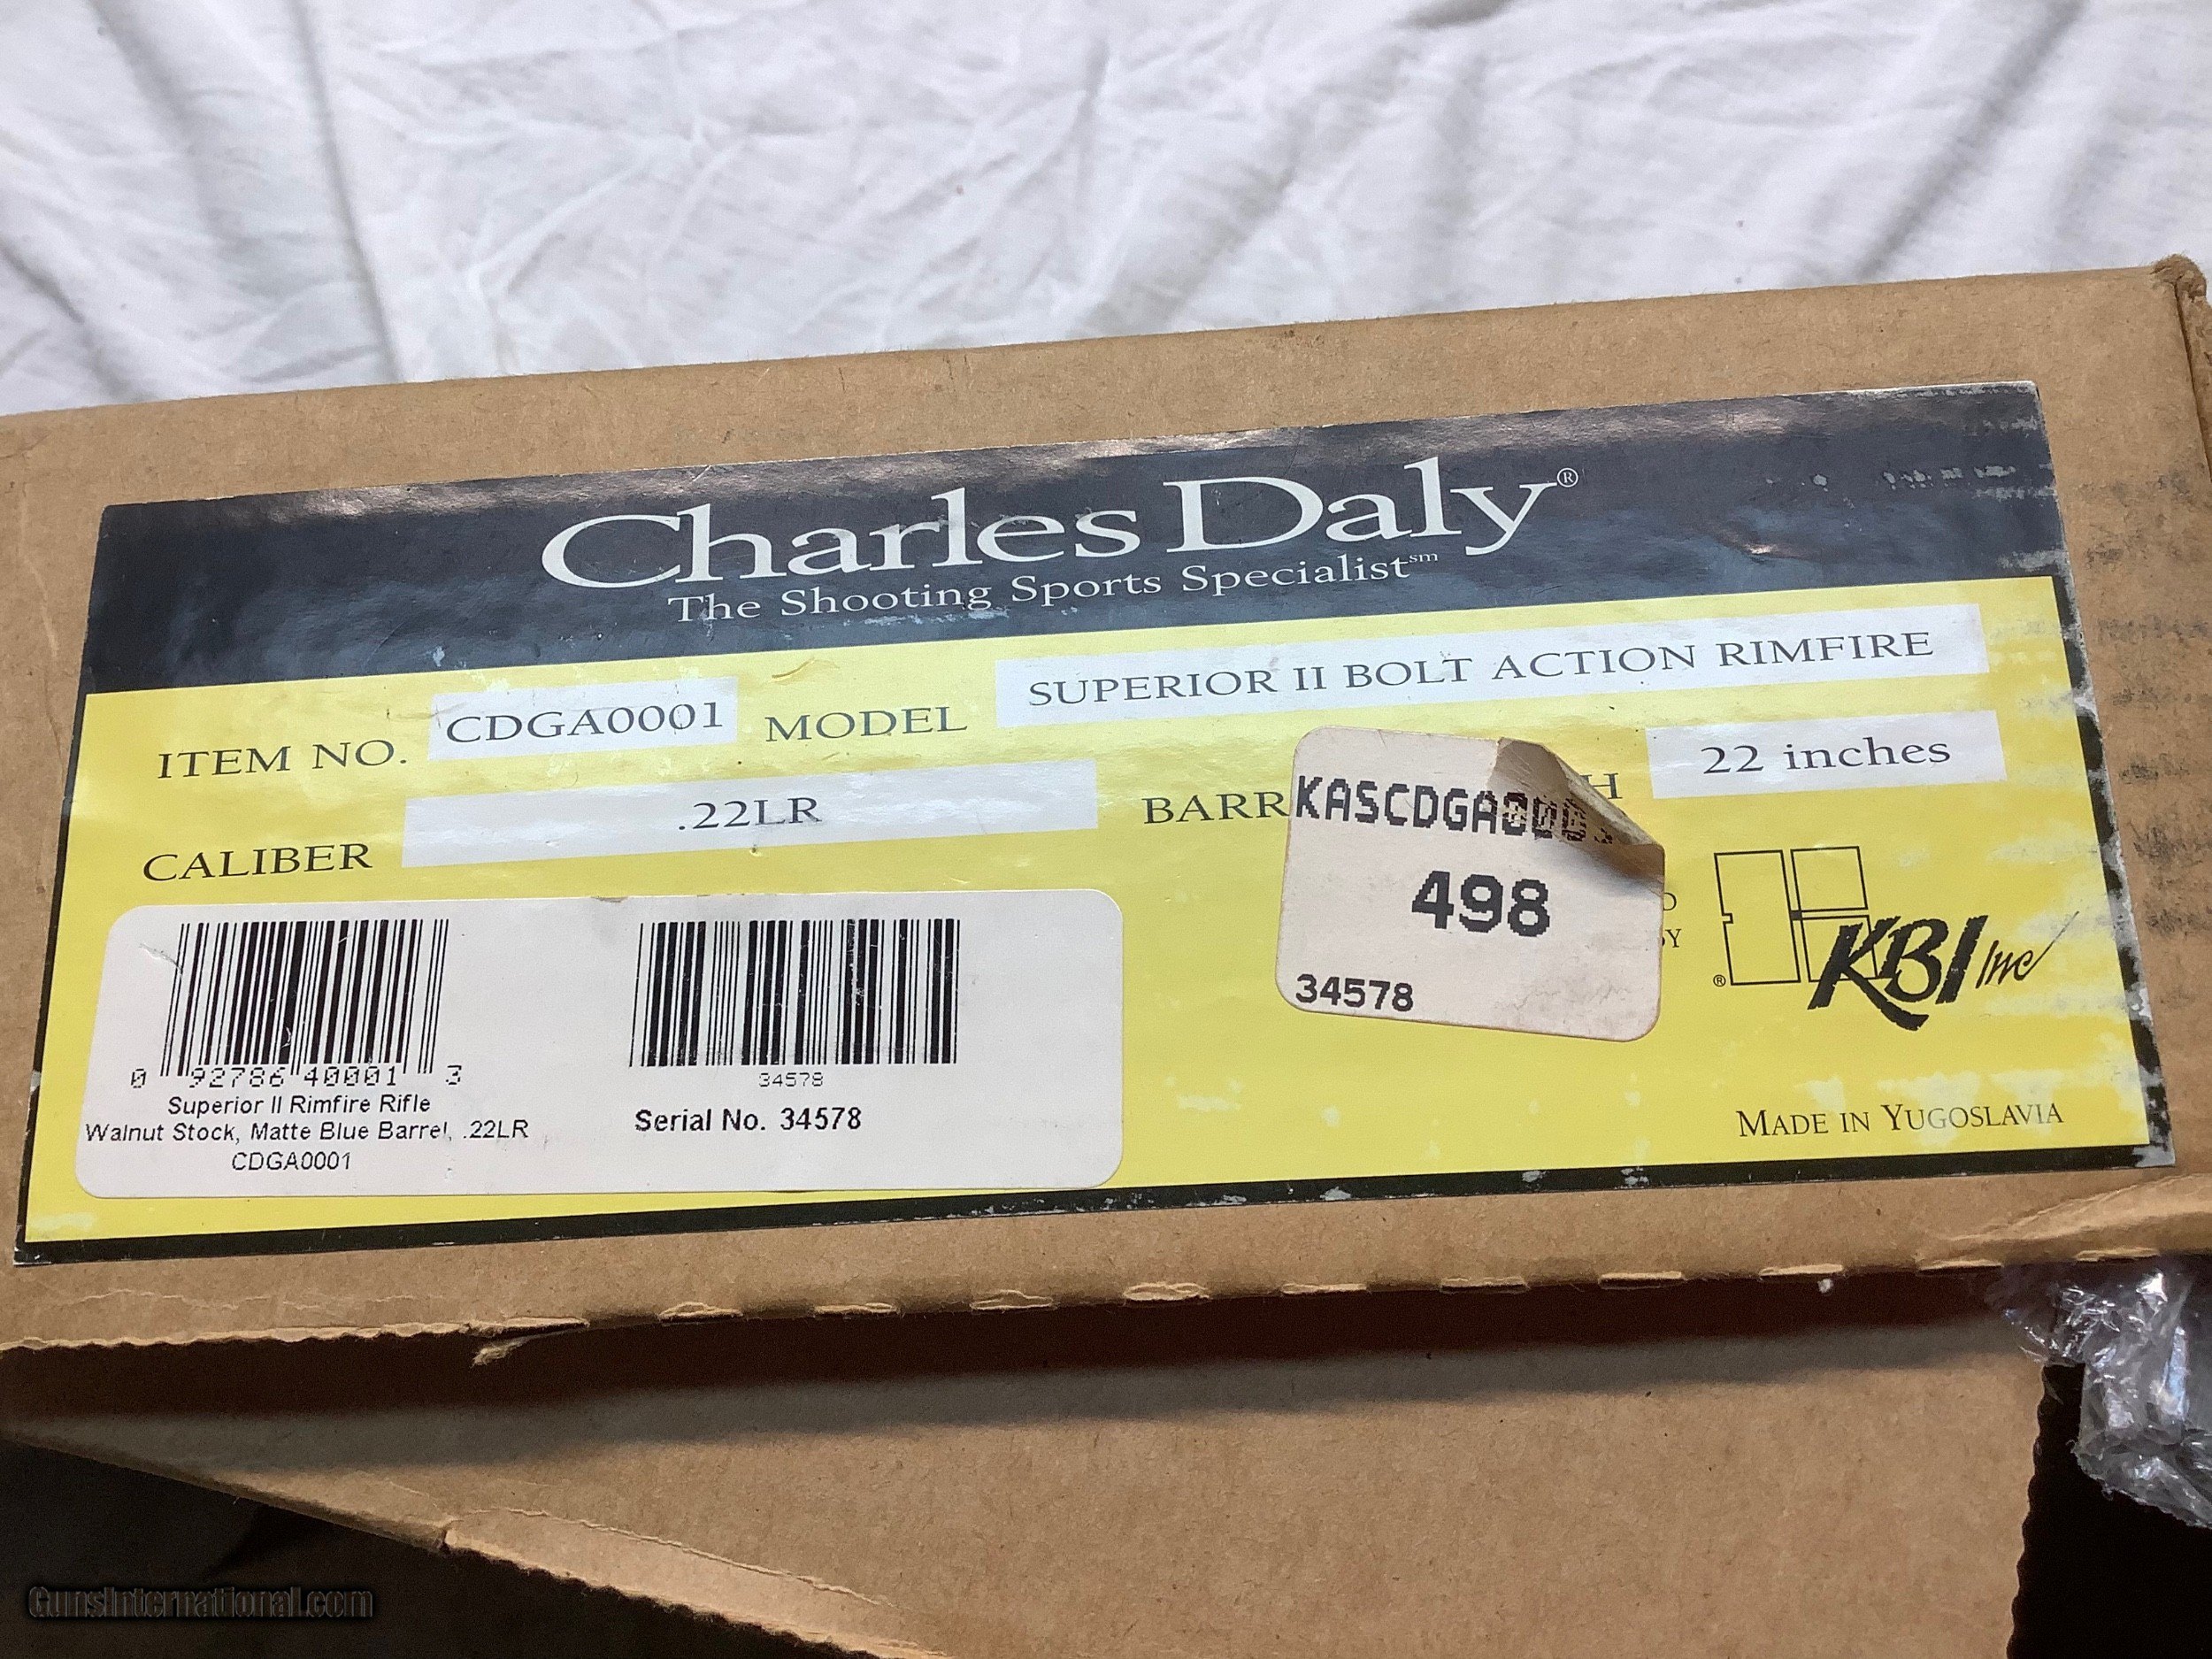 Charles Daly®
The Shooting Sports Specialist℠
ITEM NO. CDGA0001 MODEL SUPERIOR II BOLT ACTION RIMFIRE
CALIBER .22LR 22 inches
498
34578
KBI Inc
®
0 92786 40001 3
Superior II Rimfire Rifle
Walnut Stock, Matte Blue Barrel, .22LR
CDGA0001
34578
Serial No. 34578
MADE IN YUGOSLAVIA
GunsInternational.com